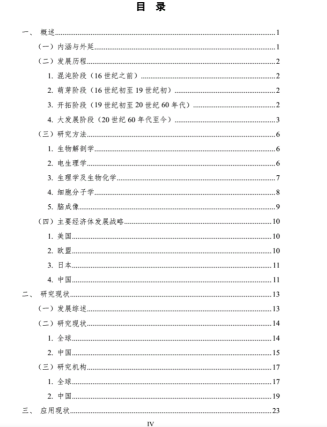 目 录
一、 概述........1
（一）内涵与外延........1
（二）发展历程........2
1. 混沌阶段（16 世纪之前）........2
2. 萌芽阶段（16 世纪初至 19 世纪初）........2
3. 开拓阶段（19 世纪初至 20 世纪 60 年代）........2
4. 大发展阶段（20 世纪 60 年代至今）........3
（三）研究方法........6
1. 生物解剖学........6
2. 电生理学........6
3. 生理学及生物化学........7
4. 细胞分子学........8
5. 脑成像........9
（四）主要经济体发展战略........10
1. 美国........10
2. 欧盟........10
3. 日本........11
4. 中国........11
二、 研究现状........13
（一）发展综述........13
（二）研究现状........14
1. 全球........14
2. 中国........15
（三）研究机构........17
1. 全球........17
2. 中国........19
三、 应用现状........23
IV